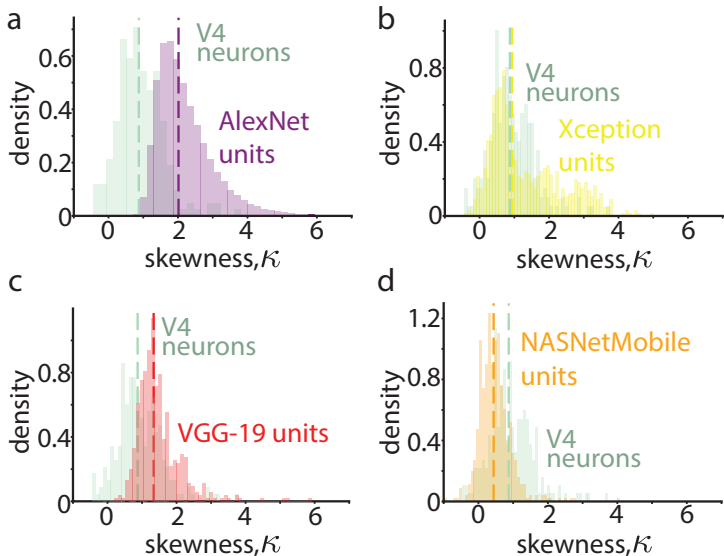 a
V4
neurons
AlexNet
units
density
0.6
0.4
0.2
0
0
2
4
6
skewness,κ
b
V4
neurons
Xception
units
density
0.8
0.4
0
0
2
4
6
skewness,κ
c
V4
neurons
VGG-19 units
density
0.8
0.4
0
0
2
4
6
skewness,κ
d
NASNetMobile
units
V4
neurons
density
1.2
0.8
0.4
0
0
2
4
6
skewness,κ